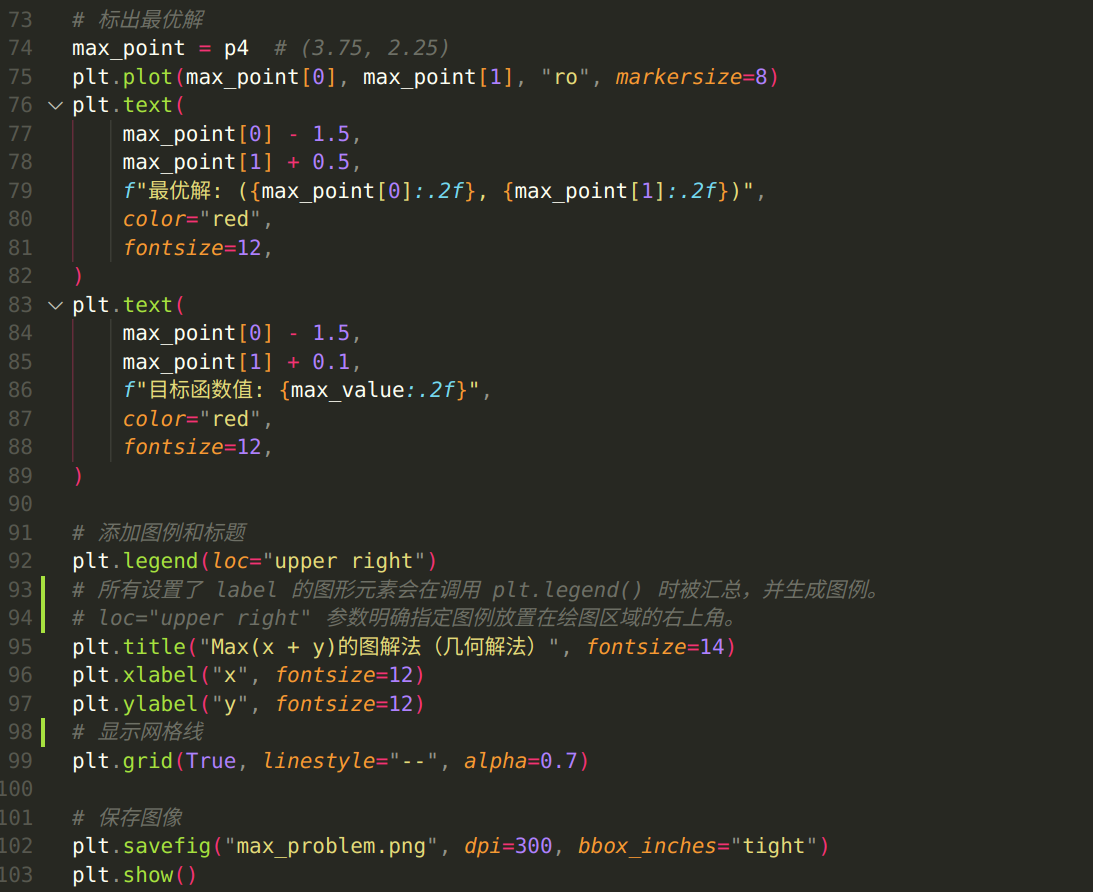 73 # 标出最优解
74 max_point = p4  # (3.75, 2.25)
75 plt.plot(max_point[0], max_point[1], "ro", markersize=8)
76 plt.text(
77     max_point[0] - 1.5,
78     max_point[1] + 0.5,
79     f"最优解: ({max_point[0]:.2f}, {max_point[1]:.2f})",
80     color="red",
81     fontsize=12,
82 )
83 plt.text(
84     max_point[0] - 1.5,
85     max_point[1] + 0.1,
86     f"目标函数值: {max_value:.2f}",
87     color="red",
88     fontsize=12,
89 )
90
91 # 添加图例和标题
92 plt.legend(loc="upper right")
93 # 所有设置了 label 的图形元素会在调用 plt.legend() 时被汇总，并生成图例。
94 # loc="upper right" 参数明确指定图例放置在绘图区域的右上角。
95 plt.title("Max(x + y)的图解法（几何解法）", fontsize=14)
96 plt.xlabel("x", fontsize=12)
97 plt.ylabel("y", fontsize=12)
98 # 显示网格线
99 plt.grid(True, linestyle="--", alpha=0.7)
100
101 # 保存图像
102 plt.savefig("max_problem.png", dpi=300, bbox_inches="tight")
103 plt.show()